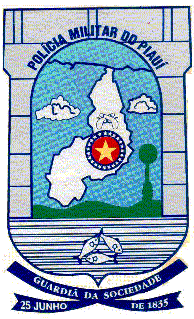 POLÍCIA MILITAR DO PIAUÍ
GUARDIÃ DA SOCIEDADE
25 JUNHO DE 1835